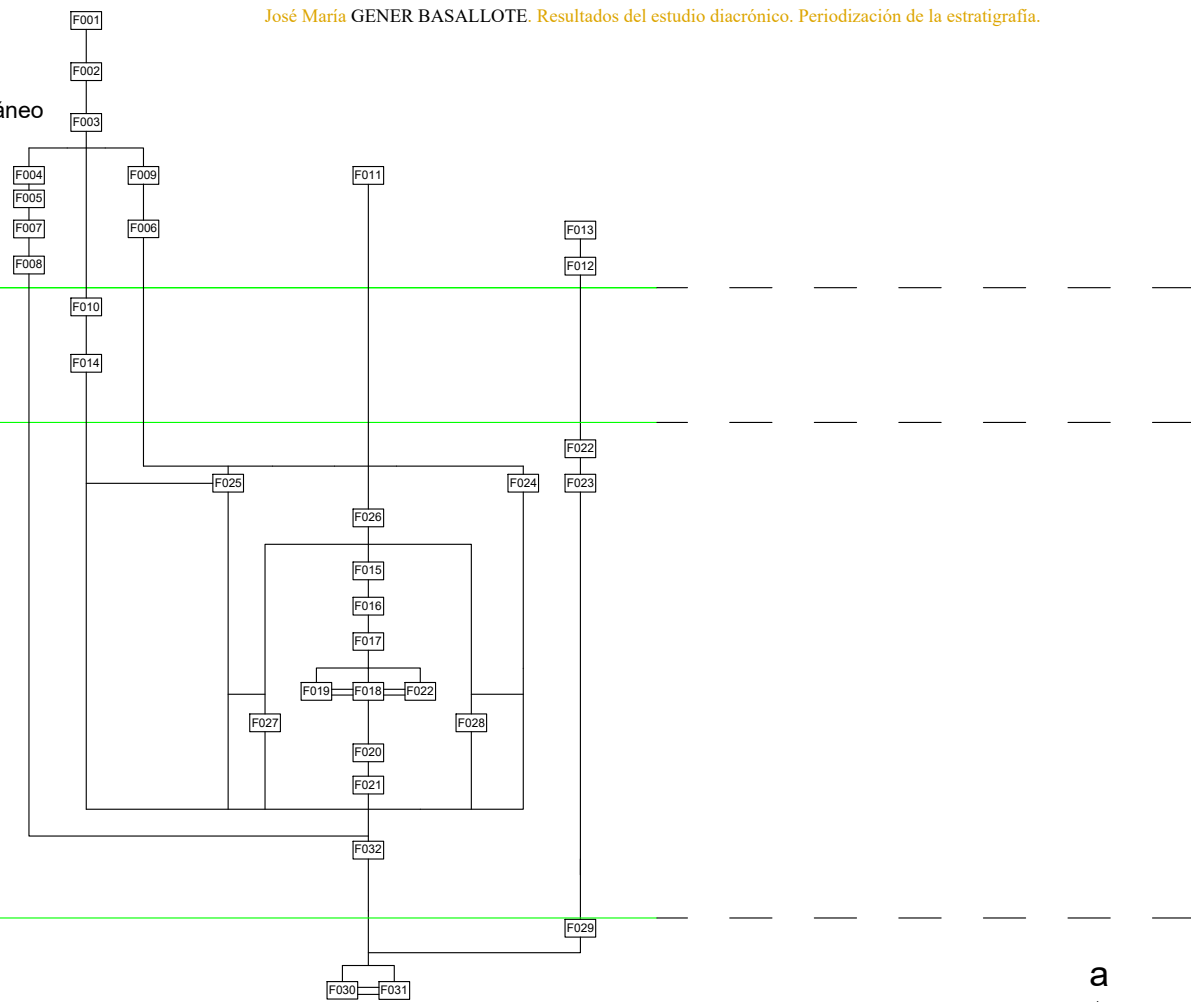 José María GENER BASALLOTE. Resultados del estudio diacrónico. Periodización de la estratigrafía.
F001
F002
áneo
F003
F004 F009 F011
F005
F007 F006 F013
F008 F012
F010
F014
F022
F025 F024 F023
F026
F015
F016
F017
F019 F018 F022
F027 F028
F020
F021
F032
F029
a
F030 F031